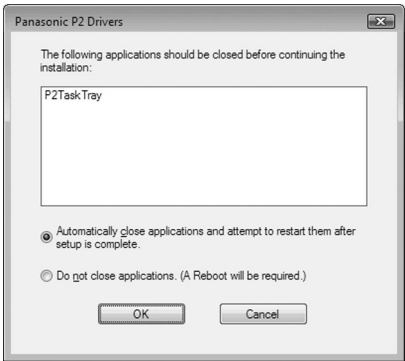 Panasonic P2 Drivers
The following applications should be closed before continuing the
installation:
P2TaskTray
Automatically close applications and attempt to restart them after
setup is complete.
Do not close applications. (A Reboot will be required.)
OK
Cancel